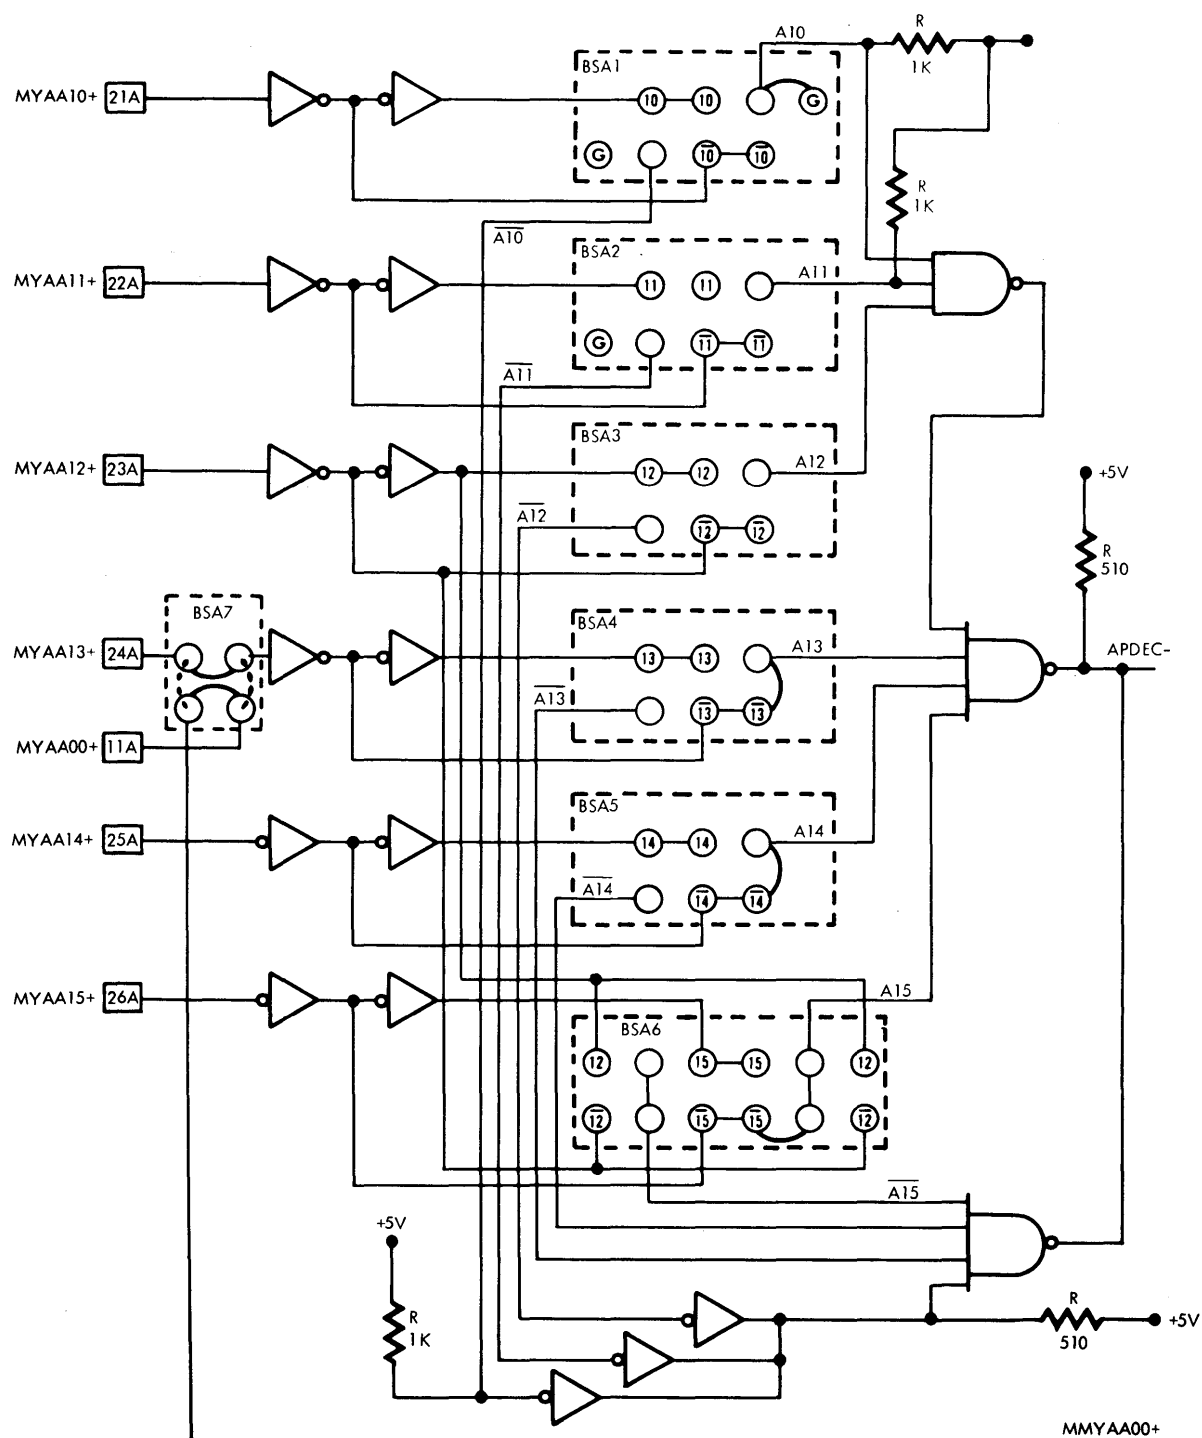 A10
R
1K
BSA1
MYAA10+ 21A
10 10 G
G 10 10
R
1K
A10
BSA2
MYAA11+ 22A
11 11 A11
G 11 11
A11
BSA3
MYAA12+ 23A
12 12 A12
+5V
A12
12 12
R
510
BSA7
BSA4
MYAA13+ 24A
13 13 A13
APDEC-
A13
13 13
MYAA00+ 11A
BSA5
MYAA14+ 25A
14 14 A14
A14
14 14
MYAA15+ 26A
A15
BSA6
12 15 15 12
12 15 15 12
A15
+5V
R
1K
R
510
+5V
MMYAA00+